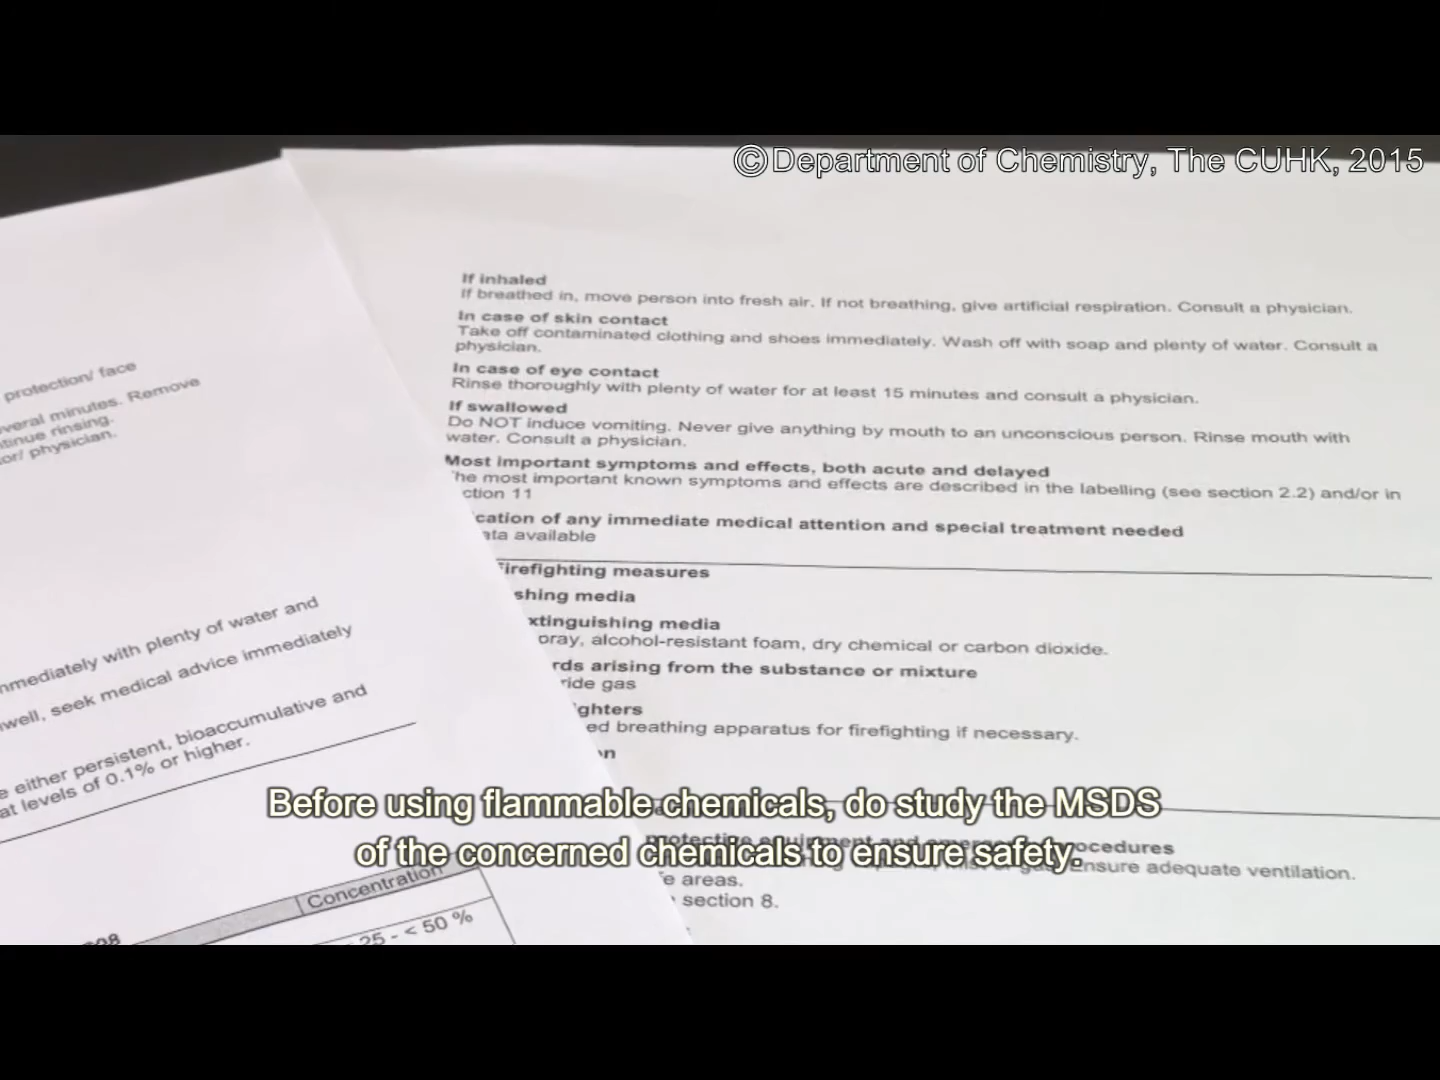 ©Department of Chemistry, The CUHK, 2015
If inhaled
If breathed in, move person into fresh air. If not breathing, give artificial respiration. Consult a physician.
In case of skin contact
Take off contaminated clothing and shoes immediately. Wash off with soap and plenty of water. Consult a
physician.
In case of eye contact
Rinse thoroughly with plenty of water for at least 15 minutes and consult a physician.
If swallowed
Do NOT induce vomiting. Never give anything by mouth to an unconscious person. Rinse mouth with
water. Consult a physician.
Most important symptoms and effects, both acute and delayed
he most important known symptoms and effects are described in the labelling (see section 2.2) and/or in
ction 11
cation of any immediate medical attention and special treatment needed
ata available
irefighting measures
shing media
xtinguishing media
pray, alcohol-resistant foam, dry chemical or carbon dioxide.
rds arising from the substance or mixture
ride gas
ghters
ed breathing apparatus for firefighting if necessary.
n
ocedures
Ensure adequate ventilation.
e areas.
section 8.
protection/ face
veral minutes. Remove
tinue rinsing.
or/ physician.
mmediately with plenty of water and
well, seek medical advice immediately
e either persistent, bioaccumulative and
at levels of 0.1% or higher.
Concentration
25 - < 50 %
Before using flammable chemicals, do study the MSDS
of the concerned chemicals to ensure safety.